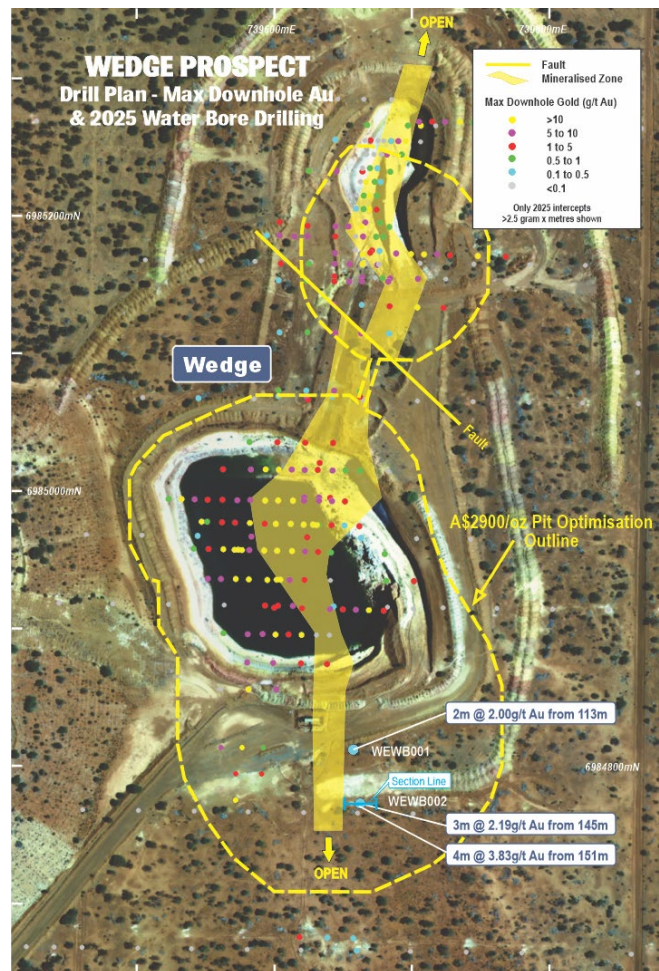 739600mE
739800mE
OPEN
WEDGE PROSPECT
Drill Plan - Max Downhole Au
& 2025 Water Bore Drilling
Fault
Mineralised Zone
Max Downhole Gold (g/t Au)
>10
5 to 10
1 to 5
0.5 to 1
0.1 to 0.5
<0.1
Only 2025 intercepts
>2.5 gram x metres shown
6985200mN
Wedge
Fault
6985000mN
A$2900/oz Pit Optimisation
Outline
2m @ 2.00g/t Au from 113m
WEWB001
6984800mN
Section Line
WEWB002
3m @ 2.19g/t Au from 145m
4m @ 3.83g/t Au from 151m
OPEN